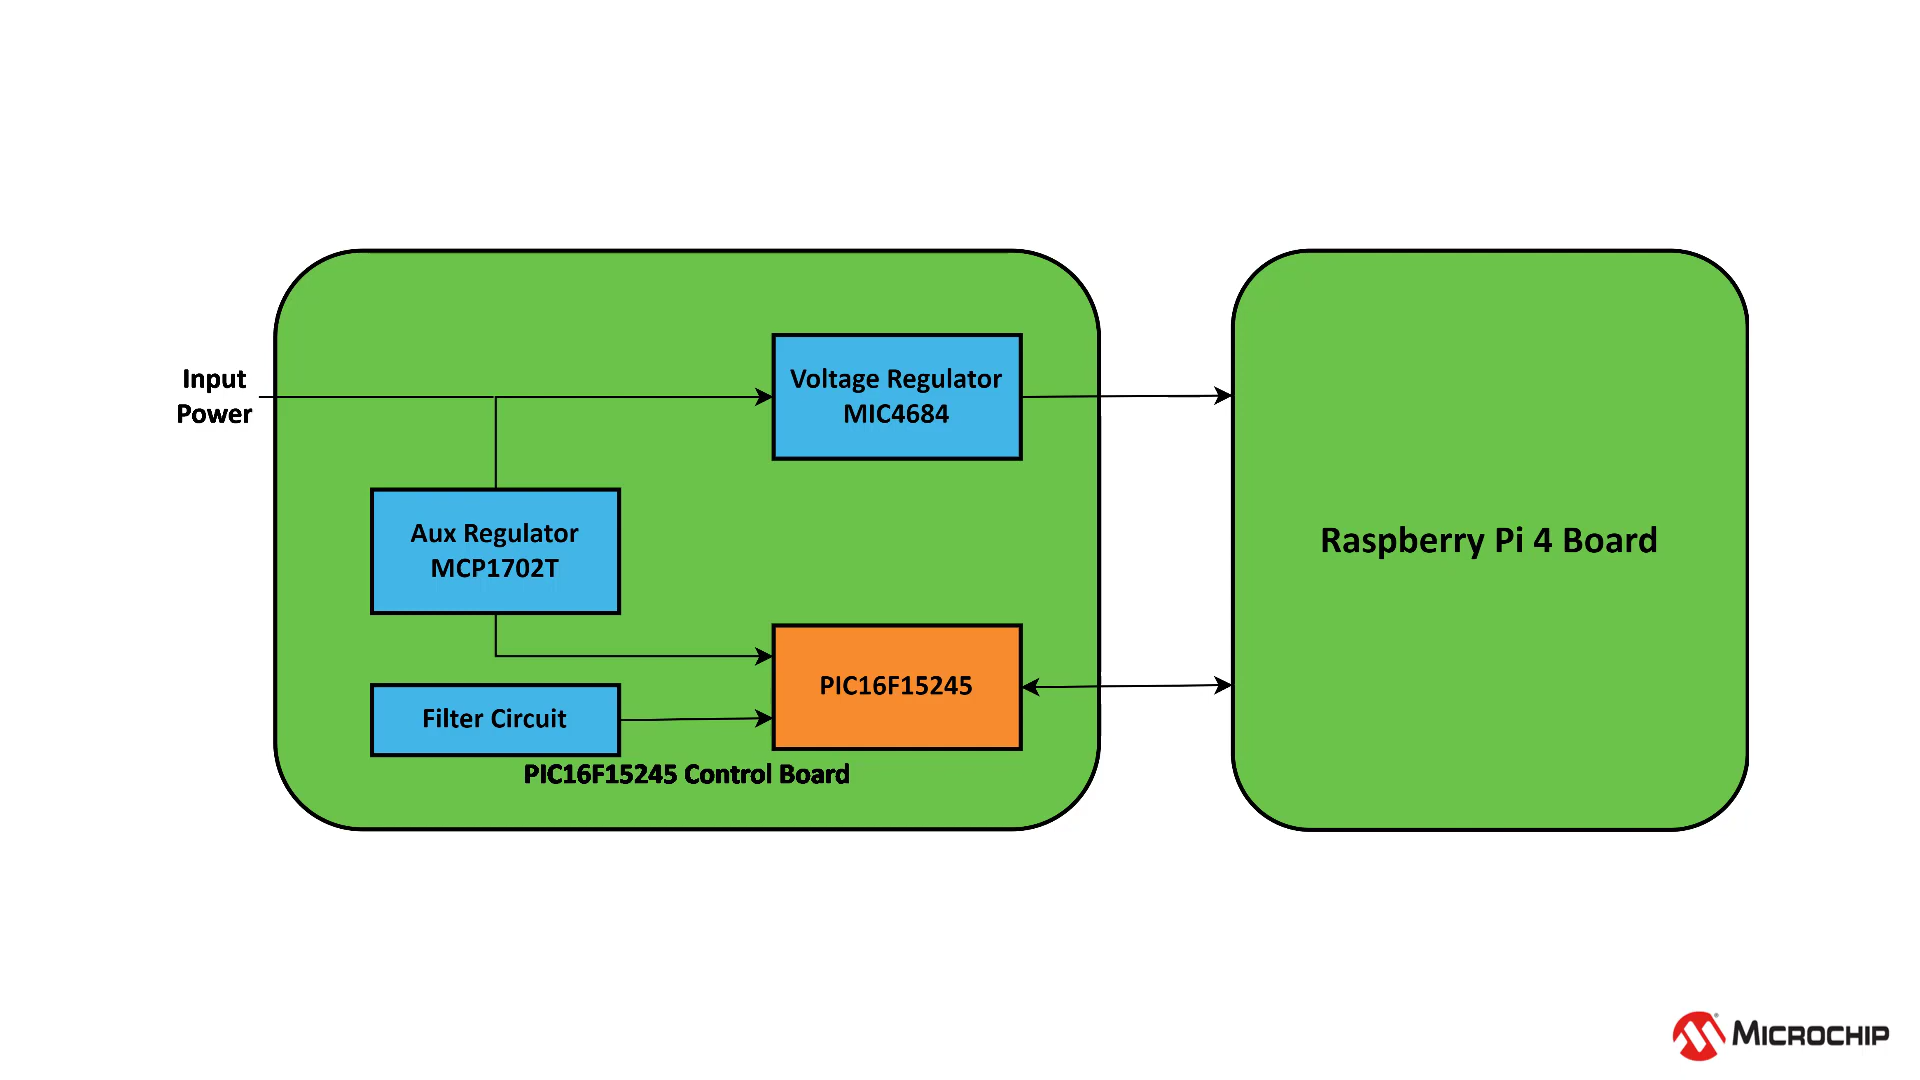 Input
Power
Voltage Regulator
MIC4684
Aux Regulator
MCP1702T
PIC16F15245
Filter Circuit
PIC16F15245 Control Board
Raspberry Pi 4 Board
MICROCHIP